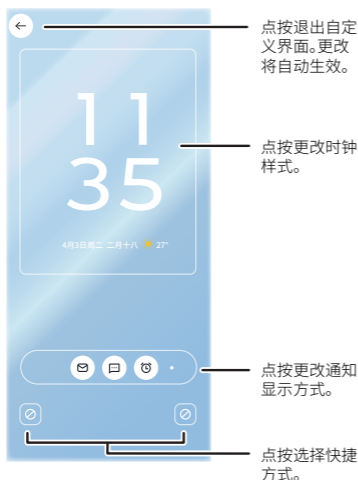 点按退出自定
义界面。更改
将自动生效。
11
35
点按更改时钟
样式。
4月3日周二 二月十八 27°
点按更改通知
显示方式。
点按选择快捷
方式。